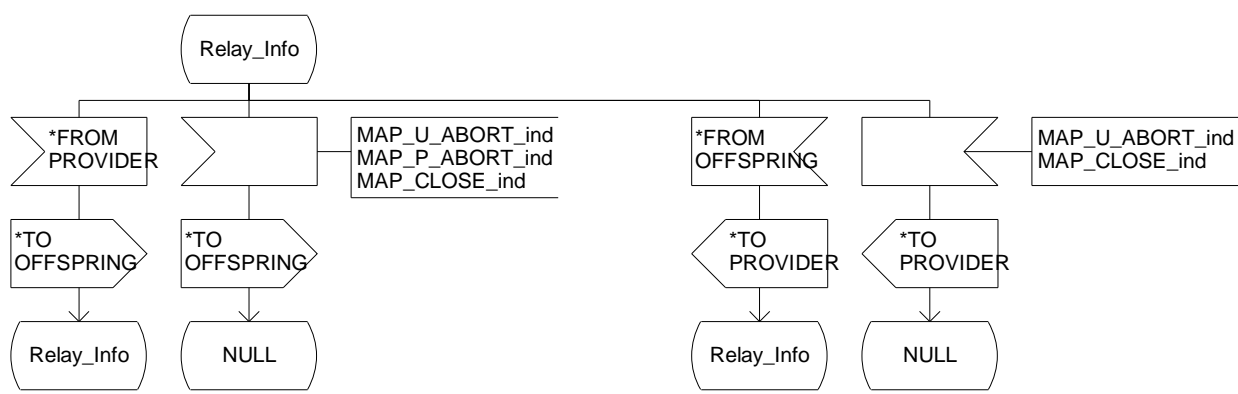 Relay_Info
*FROM
PROVIDER
MAP_U_ABORT_ind
MAP_P_ABORT_ind
MAP_CLOSE_ind
*FROM
OFFSPRING
MAP_U_ABORT_ind
MAP_CLOSE_ind
*TO
OFFSPRING
*TO
OFFSPRING
*TO
PROVIDER
*TO
PROVIDER
Relay_Info
NULL
Relay_Info
NULL